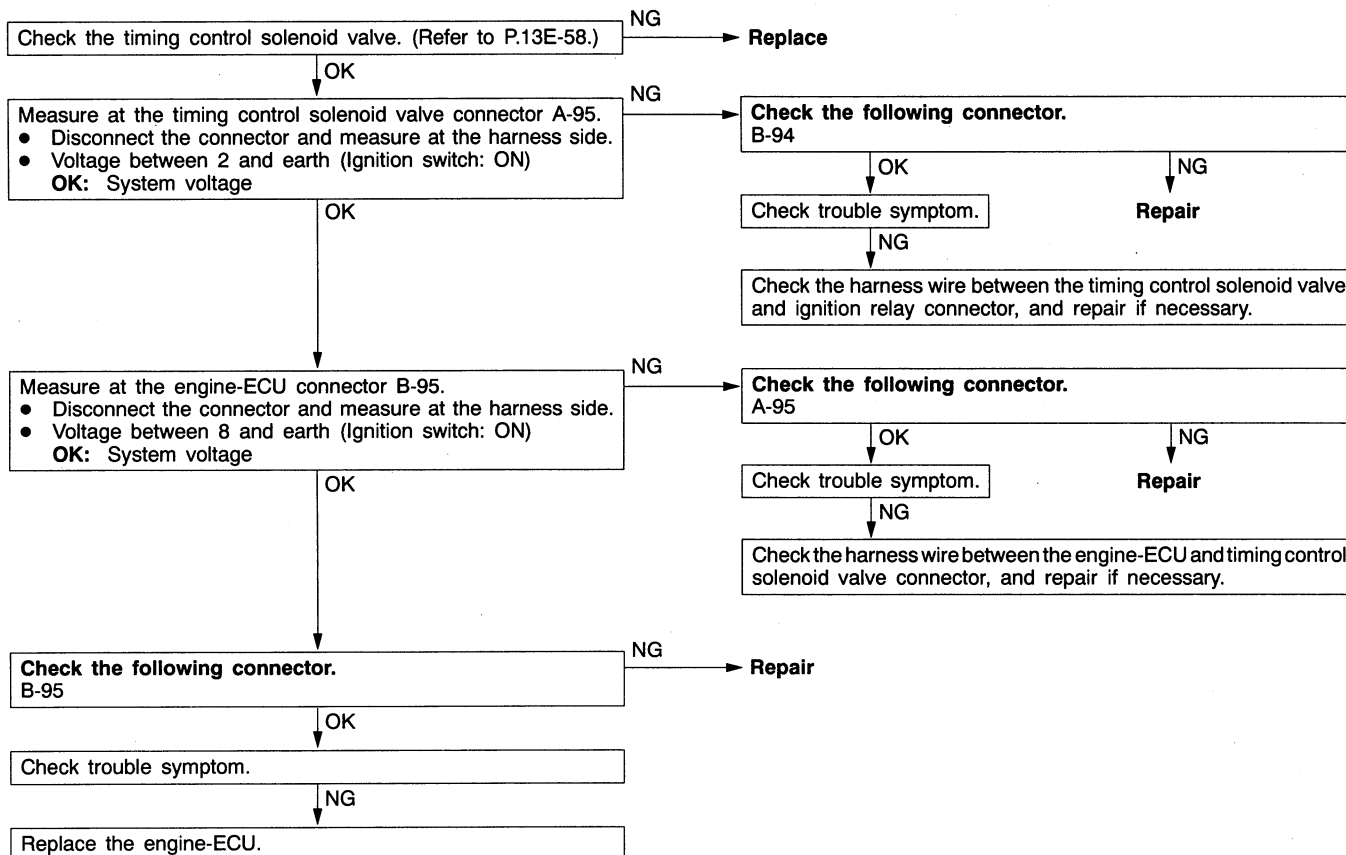 Check the timing control solenoid valve. (Refer to P.13E-58.)
NG
Replace
OK
Measure at the timing control solenoid valve connector A-95.
● Disconnect the connector and measure at the harness side.
● Voltage between 2 and earth (Ignition switch: ON)
OK: System voltage
NG
Check the following connector.
B-94
OK
NG
Check trouble symptom.
Repair
NG
Check the harness wire between the timing control solenoid valve
and ignition relay connector, and repair if necessary.
OK
Measure at the engine-ECU connector B-95.
● Disconnect the connector and measure at the harness side.
● Voltage between 8 and earth (Ignition switch: ON)
OK: System voltage
NG
Check the following connector.
A-95
OK
NG
Check trouble symptom.
Repair
NG
Check the harness wire between the engine-ECU and timing control
solenoid valve connector, and repair if necessary.
OK
Check the following connector.
B-95
NG
Repair
OK
Check trouble symptom.
NG
Replace the engine-ECU.